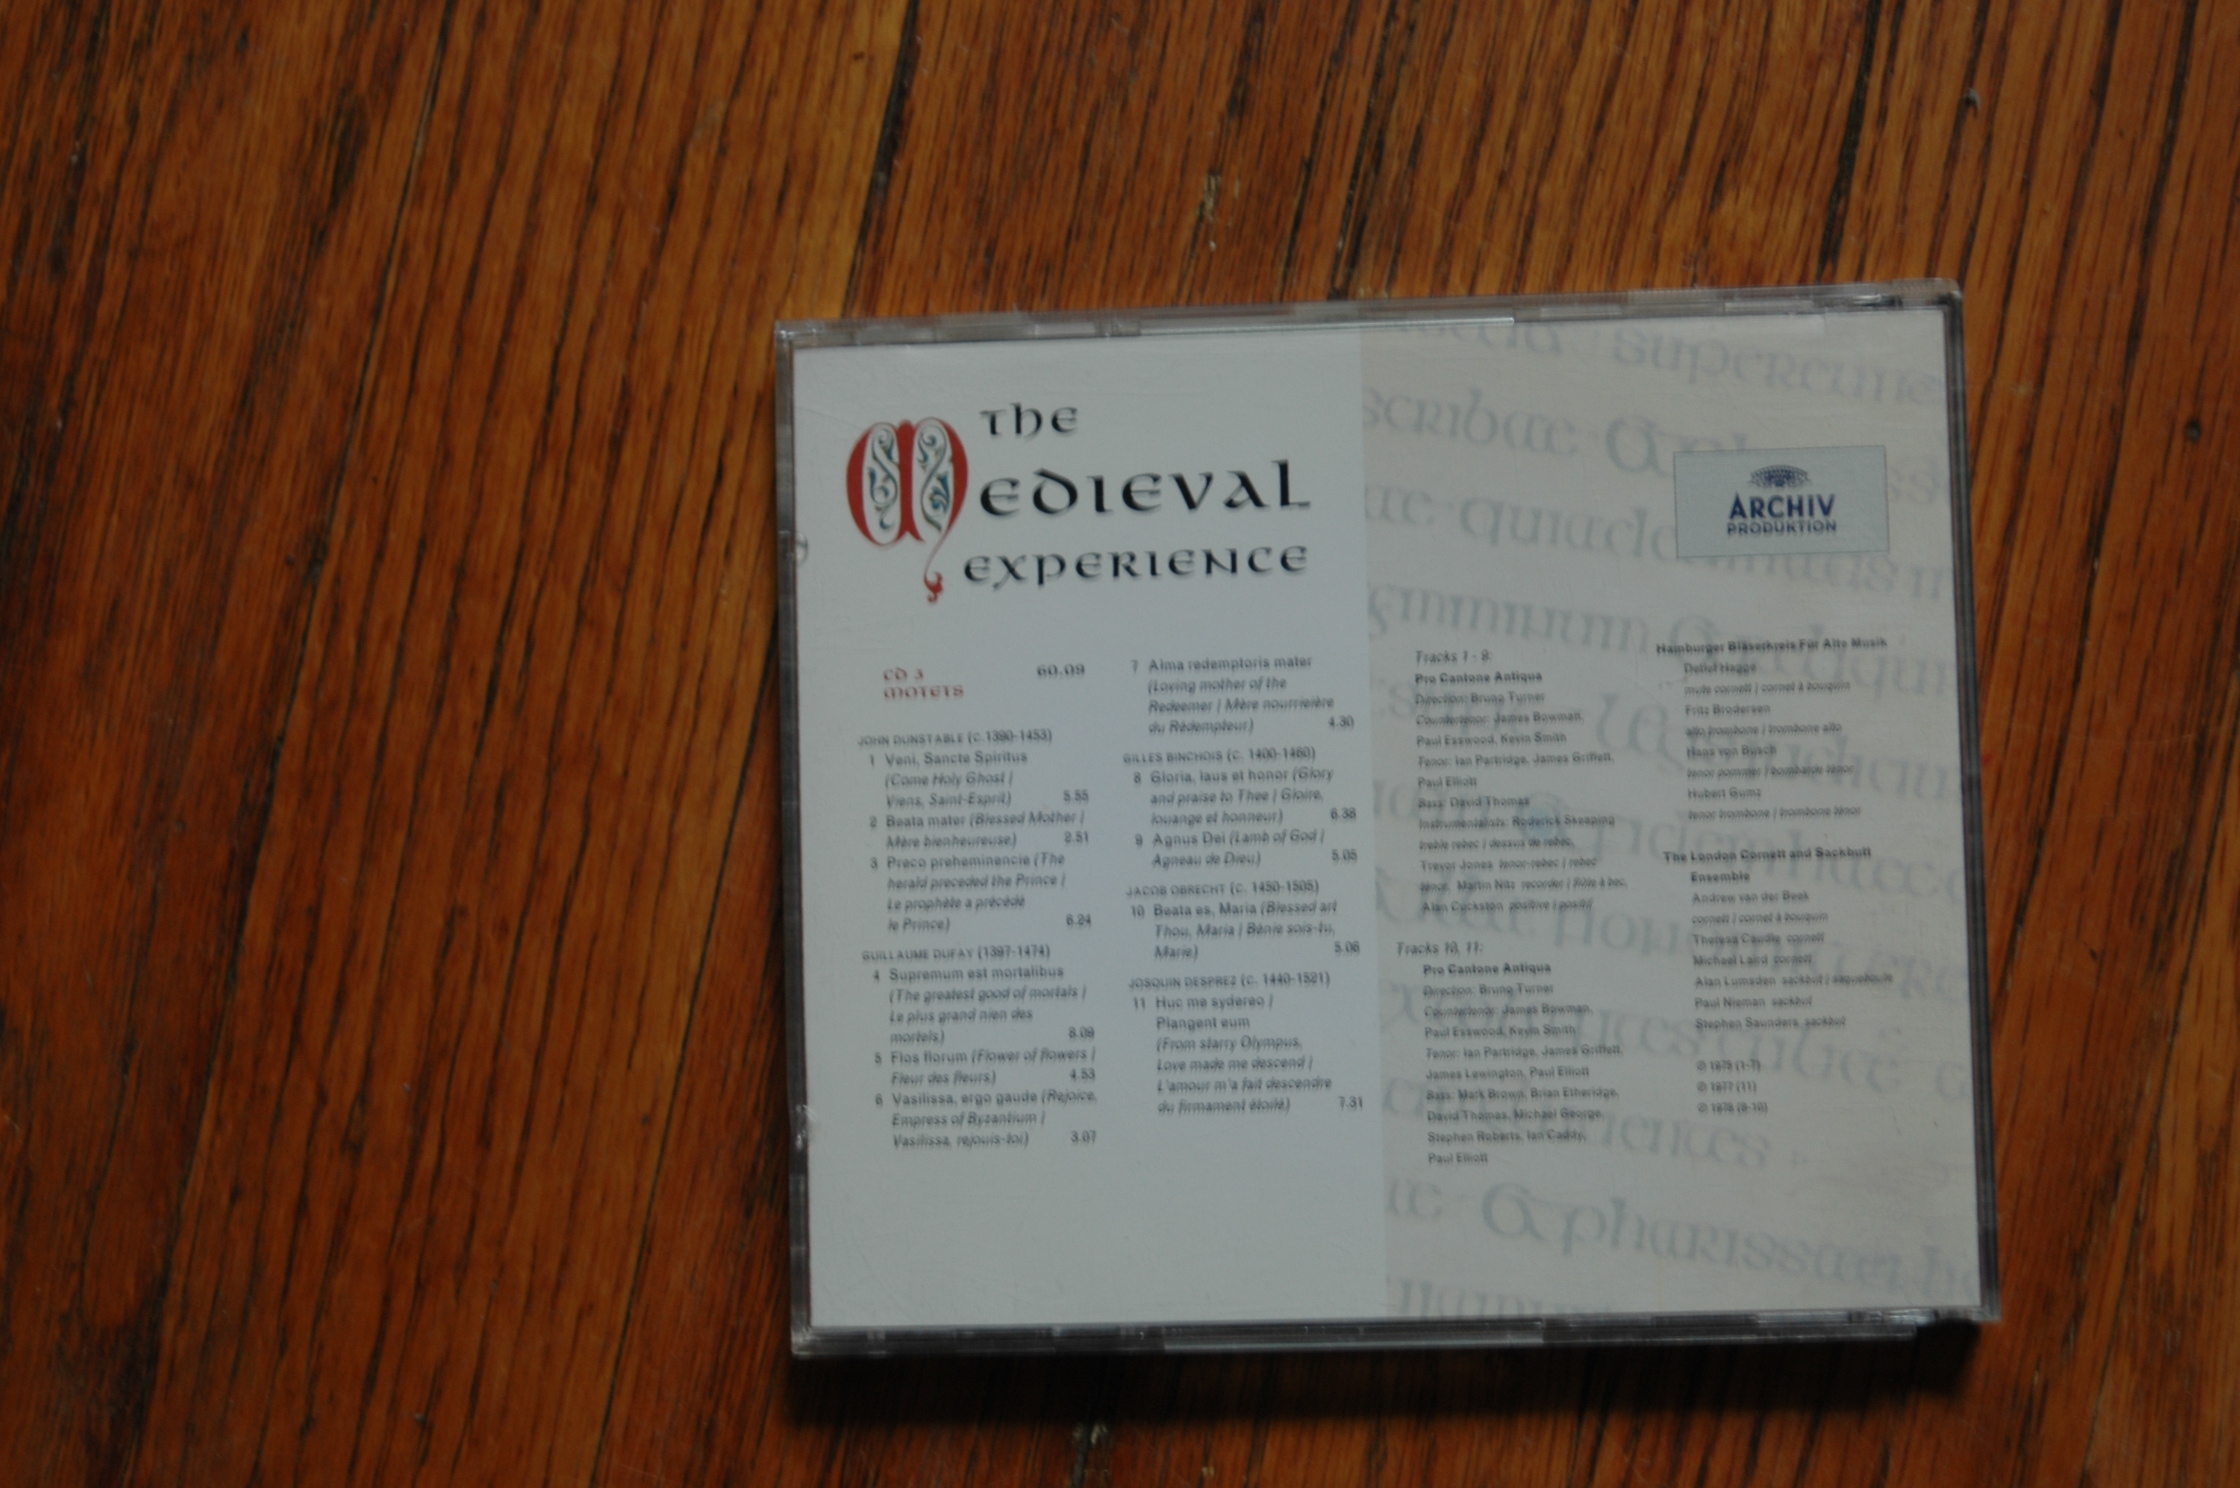 THE
MEDIEVAL
EXPERIENCE
ARCHIV
PRODUKTION
CD 3 60.09
MOTETS
JOHN DUNSTABLE (c. 1390-1453)
1 Veni, Sancte Spiritus
(Come Holy Ghost /
Viens, Saint-Esprit) 5.55
2 Beata mater (Blessed Mother /
Mère bienheureuse) 2.51
3 Preco preheminencie (The
herald preceded the Prince /
Le prophète a précédé
le Prince) 6.24
GUILLAUME DUFAY (1397-1474)
4 Supremum est mortalibus
(The greatest good of mortals /
Le plus grand bien des
mortels) 8.09
5 Flos florum (Flower of flowers /
Fleur des fleurs) 4.53
6 Vasilissa, ergo gaude (Rejoice,
Empress of Byzantium /
Vasilissa, réjouis-toi) 3.07
7 Alma redemptoris mater
(Loving mother of the
Redeemer / Mère nourricière
du Rédempteur) 4.30
GILLES BINCHOIS (c. 1400-1460)
8 Gloria, laus et honor (Glory
and praise to Thee / Gloire,
louange et honneur) 6.38
9 Agnus Dei (Lamb of God /
Agneau de Dieu) 5.05
JACOB OBRECHT (c. 1450-1505)
10 Beata es, Maria (Blessed art
Thou, Maria / Bénie sois-tu,
Marie) 5.06
JOSQUIN DESPREZ (c. 1440-1521)
11 Huc me sydereo /
Plangent eum
(From starry Olympus,
Love made me descend /
L'amour m'a fait descendre
du firmament étoilé) 7.31
Tracks 1 - 9:
Pro Cantione Antiqua
Direction: Bruno Turner
Countertenor: James Bowman,
Paul Esswood, Kevin Smith
Tenor: Ian Partridge, James Griffett,
Paul Elliott
Bass: David Thomas
Instrumentalists: Roderick Skeaping
treble rebec / dessus de rebec,
Trevor Jones tenor rebec / rebec
tenor, Martin Nitz recorder / flûte à bec,
Alan Cuckston positive / positif
Tracks 10, 11:
Pro Cantione Antiqua
Direction: Bruno Turner
Countertenor: James Bowman,
Paul Esswood, Keyin Smith
Tenor: Ian Partridge, James Griffett,
James Lewington, Paul Elliott
Bass: Mark Brown, Brian Etheridge,
David Thomas, Michael George,
Stephen Roberts, Ian Caddy,
Paul Elliott
Hamburger Bläserkreis Für Alte Musik
Detlef Hagge
mute cornett / cornet à bouquin
Fritz Brodersen
alto trombone / trombone alto
Hans von Busch
tenor pommer / bombarde tenor
Hubert Gumz
tenor trombone / trombone tenor
The London Cornett and Sackbutt
Ensemble
Andrew van der Beek
cornett / cornet à bouquin
Theresa Caudle cornett
Michael Laird cornett
Alan Lumsden sackbut / saqueboute
Paul Nieman sackbut
Stephen Saunders sackbut